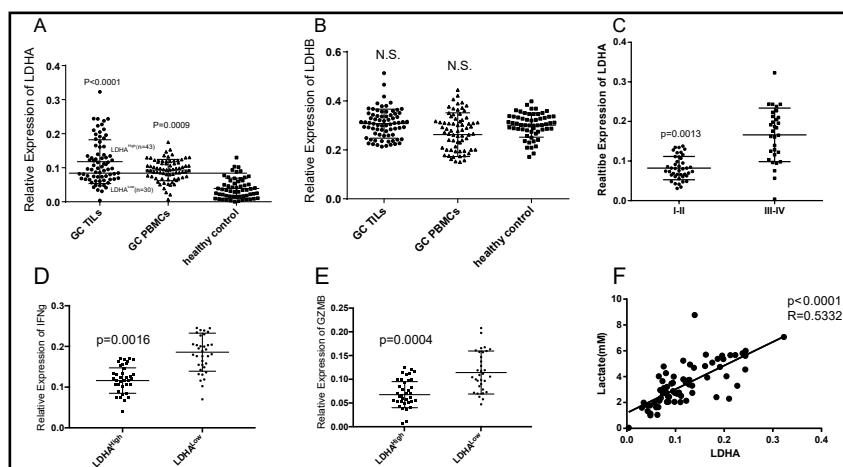 A
Relative Expression of LDHA
0.4
0.3
0.2
0.1
0.0
P<0.0001
P=0.0009
LDHA^High(n=43)
LDHA^Low(n=30)
GC TILs
GC PBMCs
healthy control
B
Relative Expression of LDHB
0.6
0.4
0.2
0.0
N.S.
N.S.
GC TILs
GC PBMCs
healthy control
C
Realtibe Expression of LDHA
0.4
0.3
0.2
0.1
0.0
p=0.0013
I-II
III-IV
D
Relative Expression of IFNg
0.3
0.2
0.1
0.0
p=0.0016
LDHA^High
LDHA^Low
E
Relative Expression of GZMB
0.25
0.20
0.15
0.10
0.05
0.00
p=0.0004
LDHA^High
LDHA^Low
F
Lactate(mM)
10
8
6
4
2
0
p<0.0001
R=0.5332
0.0
0.1
0.2
0.3
0.4
LDHA